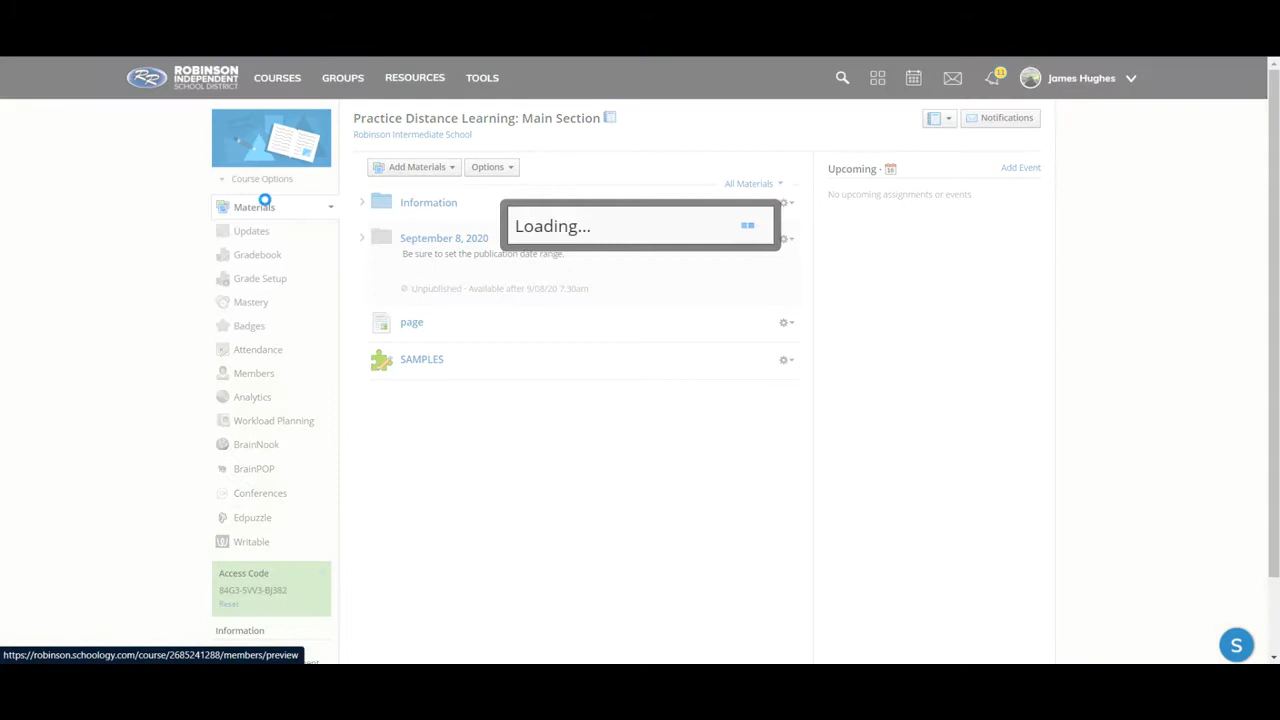 RR ROBINSON
INDEPENDENT
SCHOOL DISTRICT
COURSES
GROUPS
RESOURCES
TOOLS
11
James Hughes
Practice Distance Learning: Main Section
Robinson Intermediate School
Notifications
Course Options
Materials
Updates
Gradebook
Grade Setup
Mastery
Badges
Attendance
Members
Analytics
Workload Planning
BrainNook
BrainPOP
Conferences
Edpuzzle
Writable
Access Code
84G3-5VV3-BJ382
Reset
Information
Add Materials
Options
All Materials
Information
Loading...
September 8, 2020
Be sure to set the publication date range.
Unpublished · Available after 9/08/20 7:30am
page
SAMPLES
Upcoming · 
Add Event
No upcoming assignments or events
https://robinson.schoology.com/course/2685241288/members/preview
S